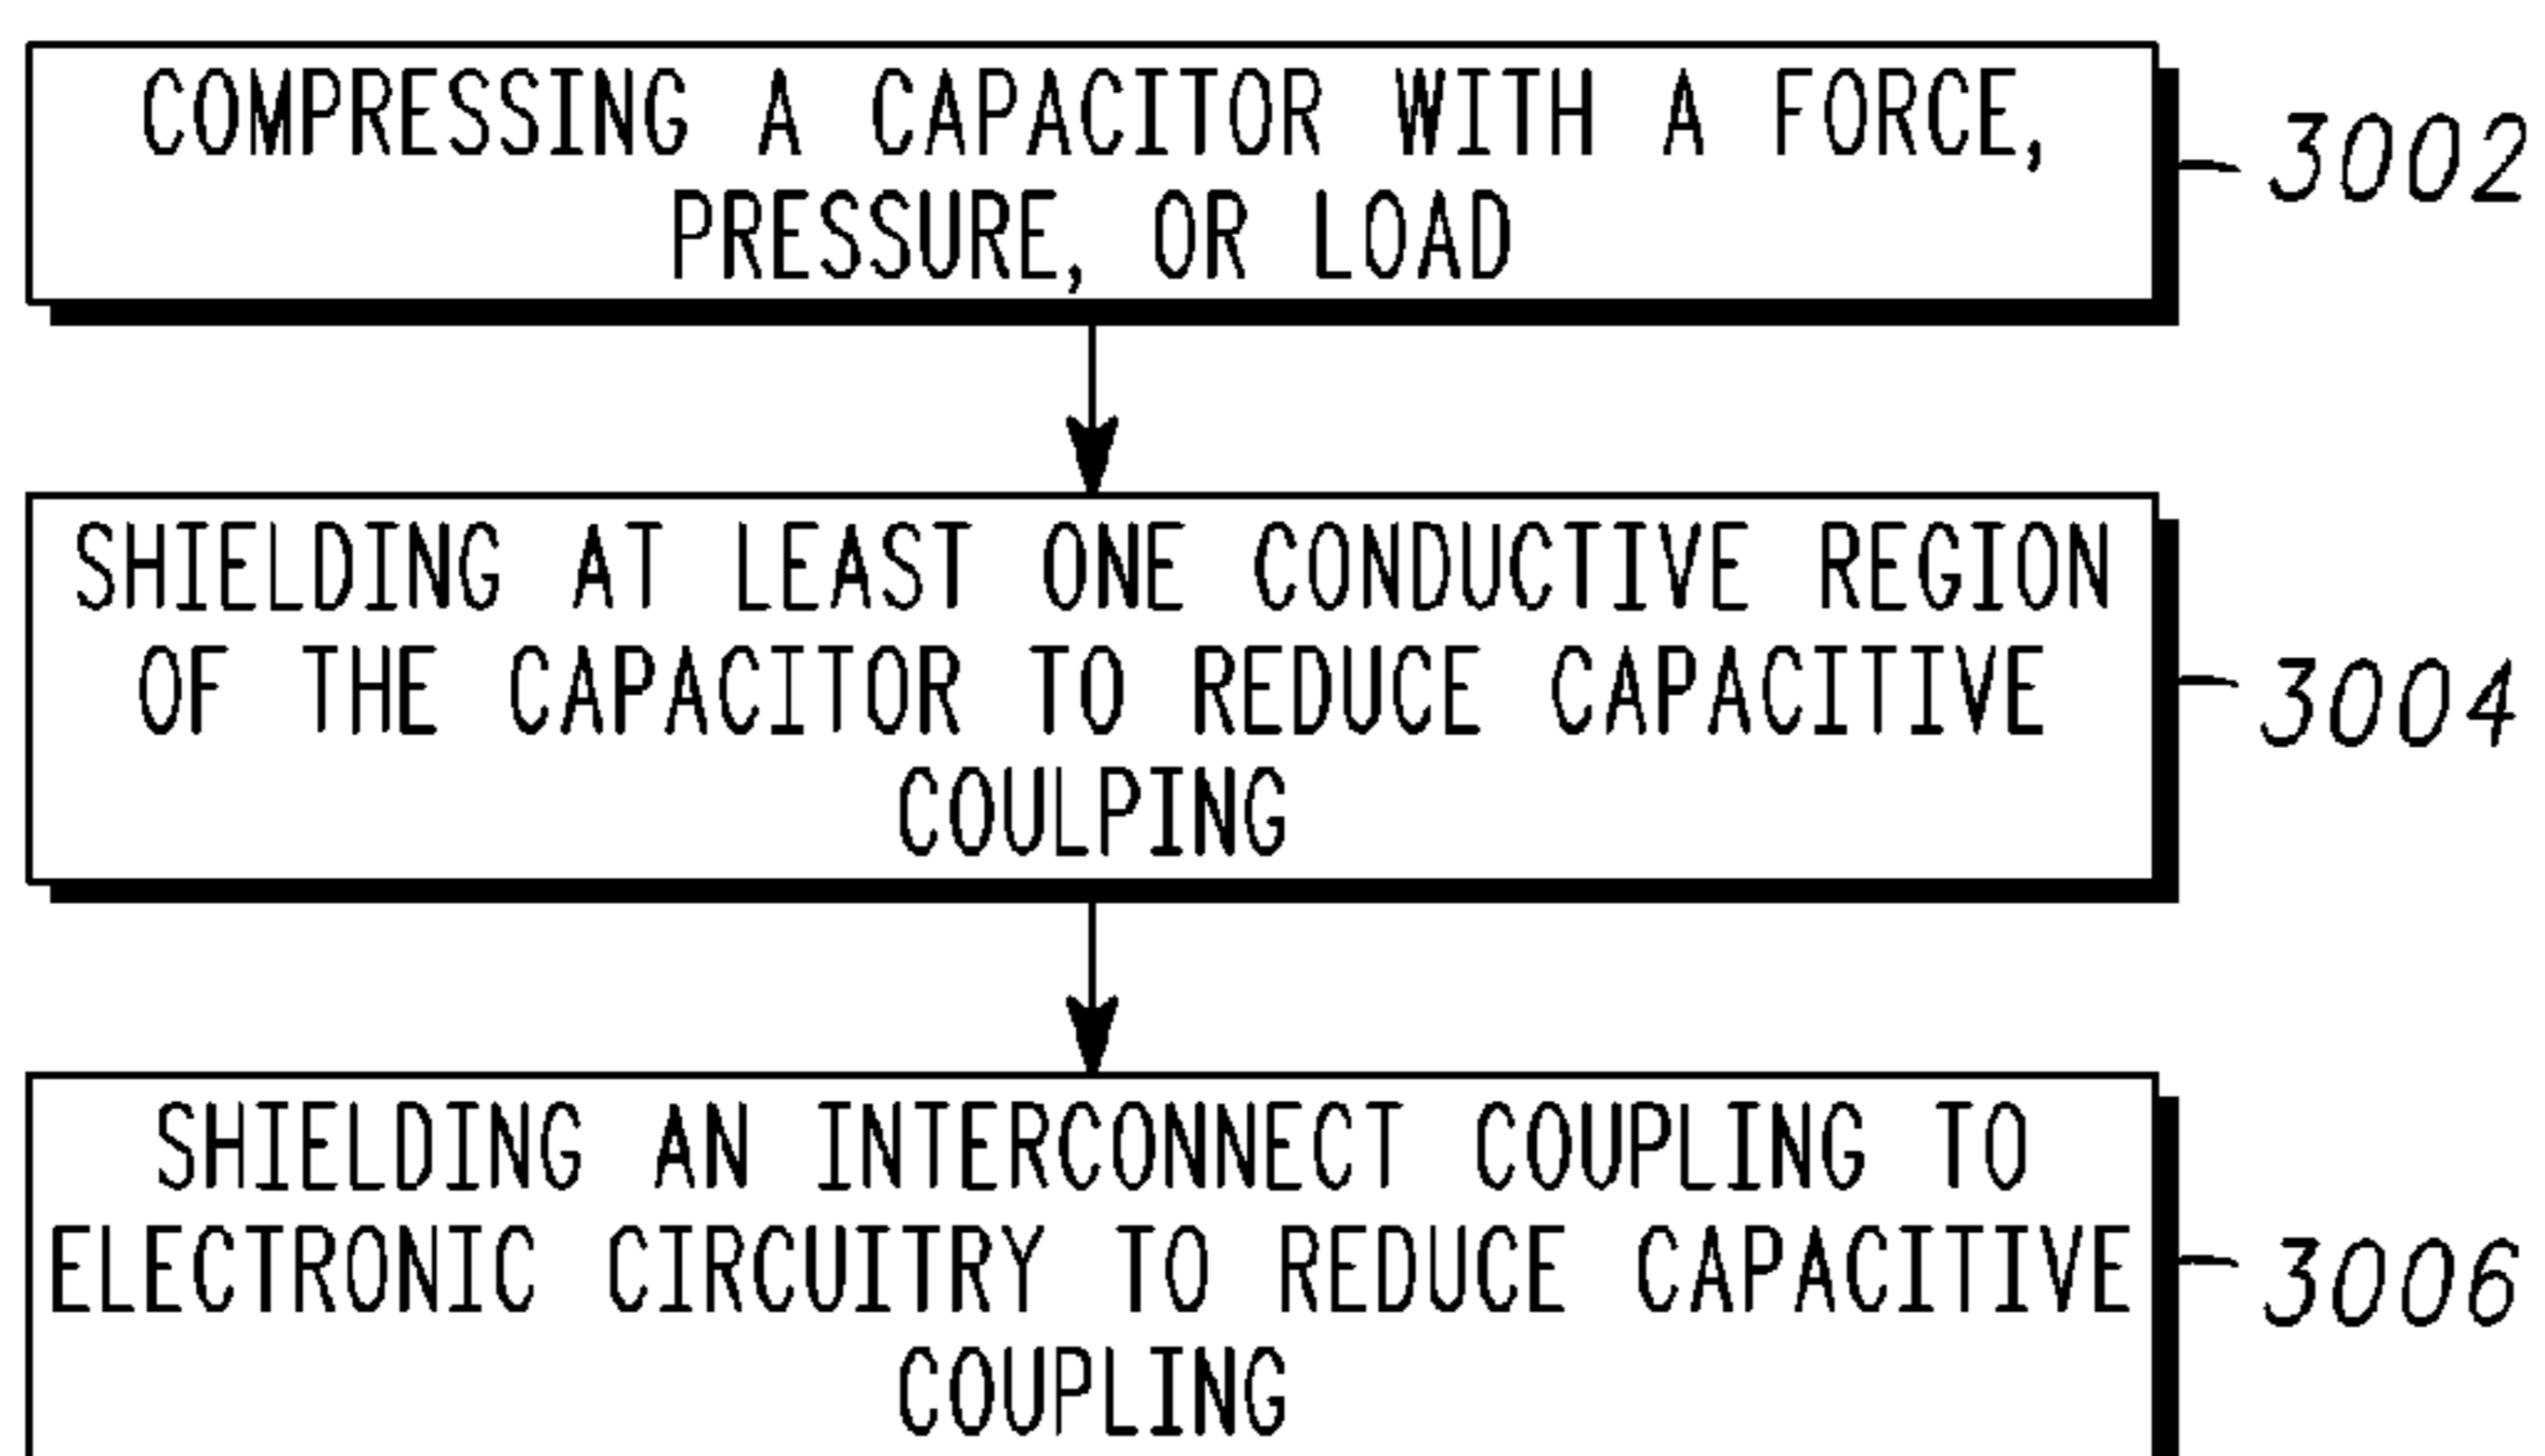 COMPRESSING A CAPACITOR WITH A FORCE,
PRESSURE, OR LOAD
3002
SHIELDING AT LEAST ONE CONDUCTIVE REGION
OF THE CAPACITOR TO REDUCE CAPACITIVE
COULPING
3004
SHIELDING AN INTERCONNECT COUPLING TO
ELECTRONIC CIRCUITRY TO REDUCE CAPACITIVE
COUPLING
3006